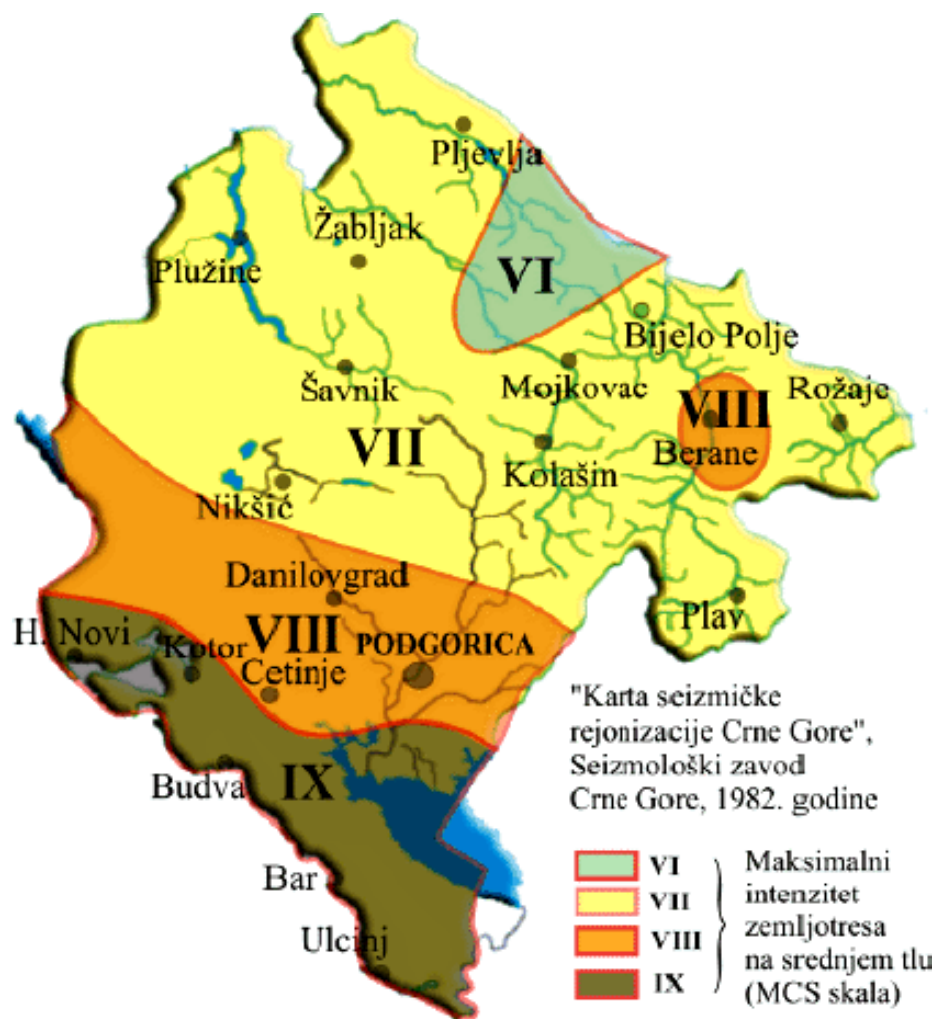 Pljevlja
Žabljak
Plužine
VI
Bijelo Polje
Šavnik
Mojkovac
VIII
Rožaje
VII
Berane
Kolašin
Nikšić
Danilovgrad
Plav
H. Novi
VIII
Kotor
PODGORICA
Cetinje
"Karta seizmičke
rejonizacije Crne Gore",
Seizmološki zavod
Crne Gore, 1982. godine
Budva
IX
Bar
Ulcinj
VI
VII
VIII
IX
Maksimalni
intenzitet
zemljotresa
na srednjem tlu
(MCS skala)